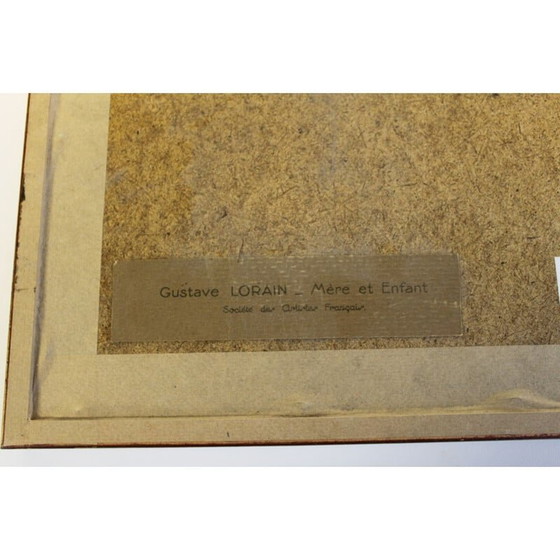 Gustave LORAIN _ Mère et Enfant
Société des Artistes Français.